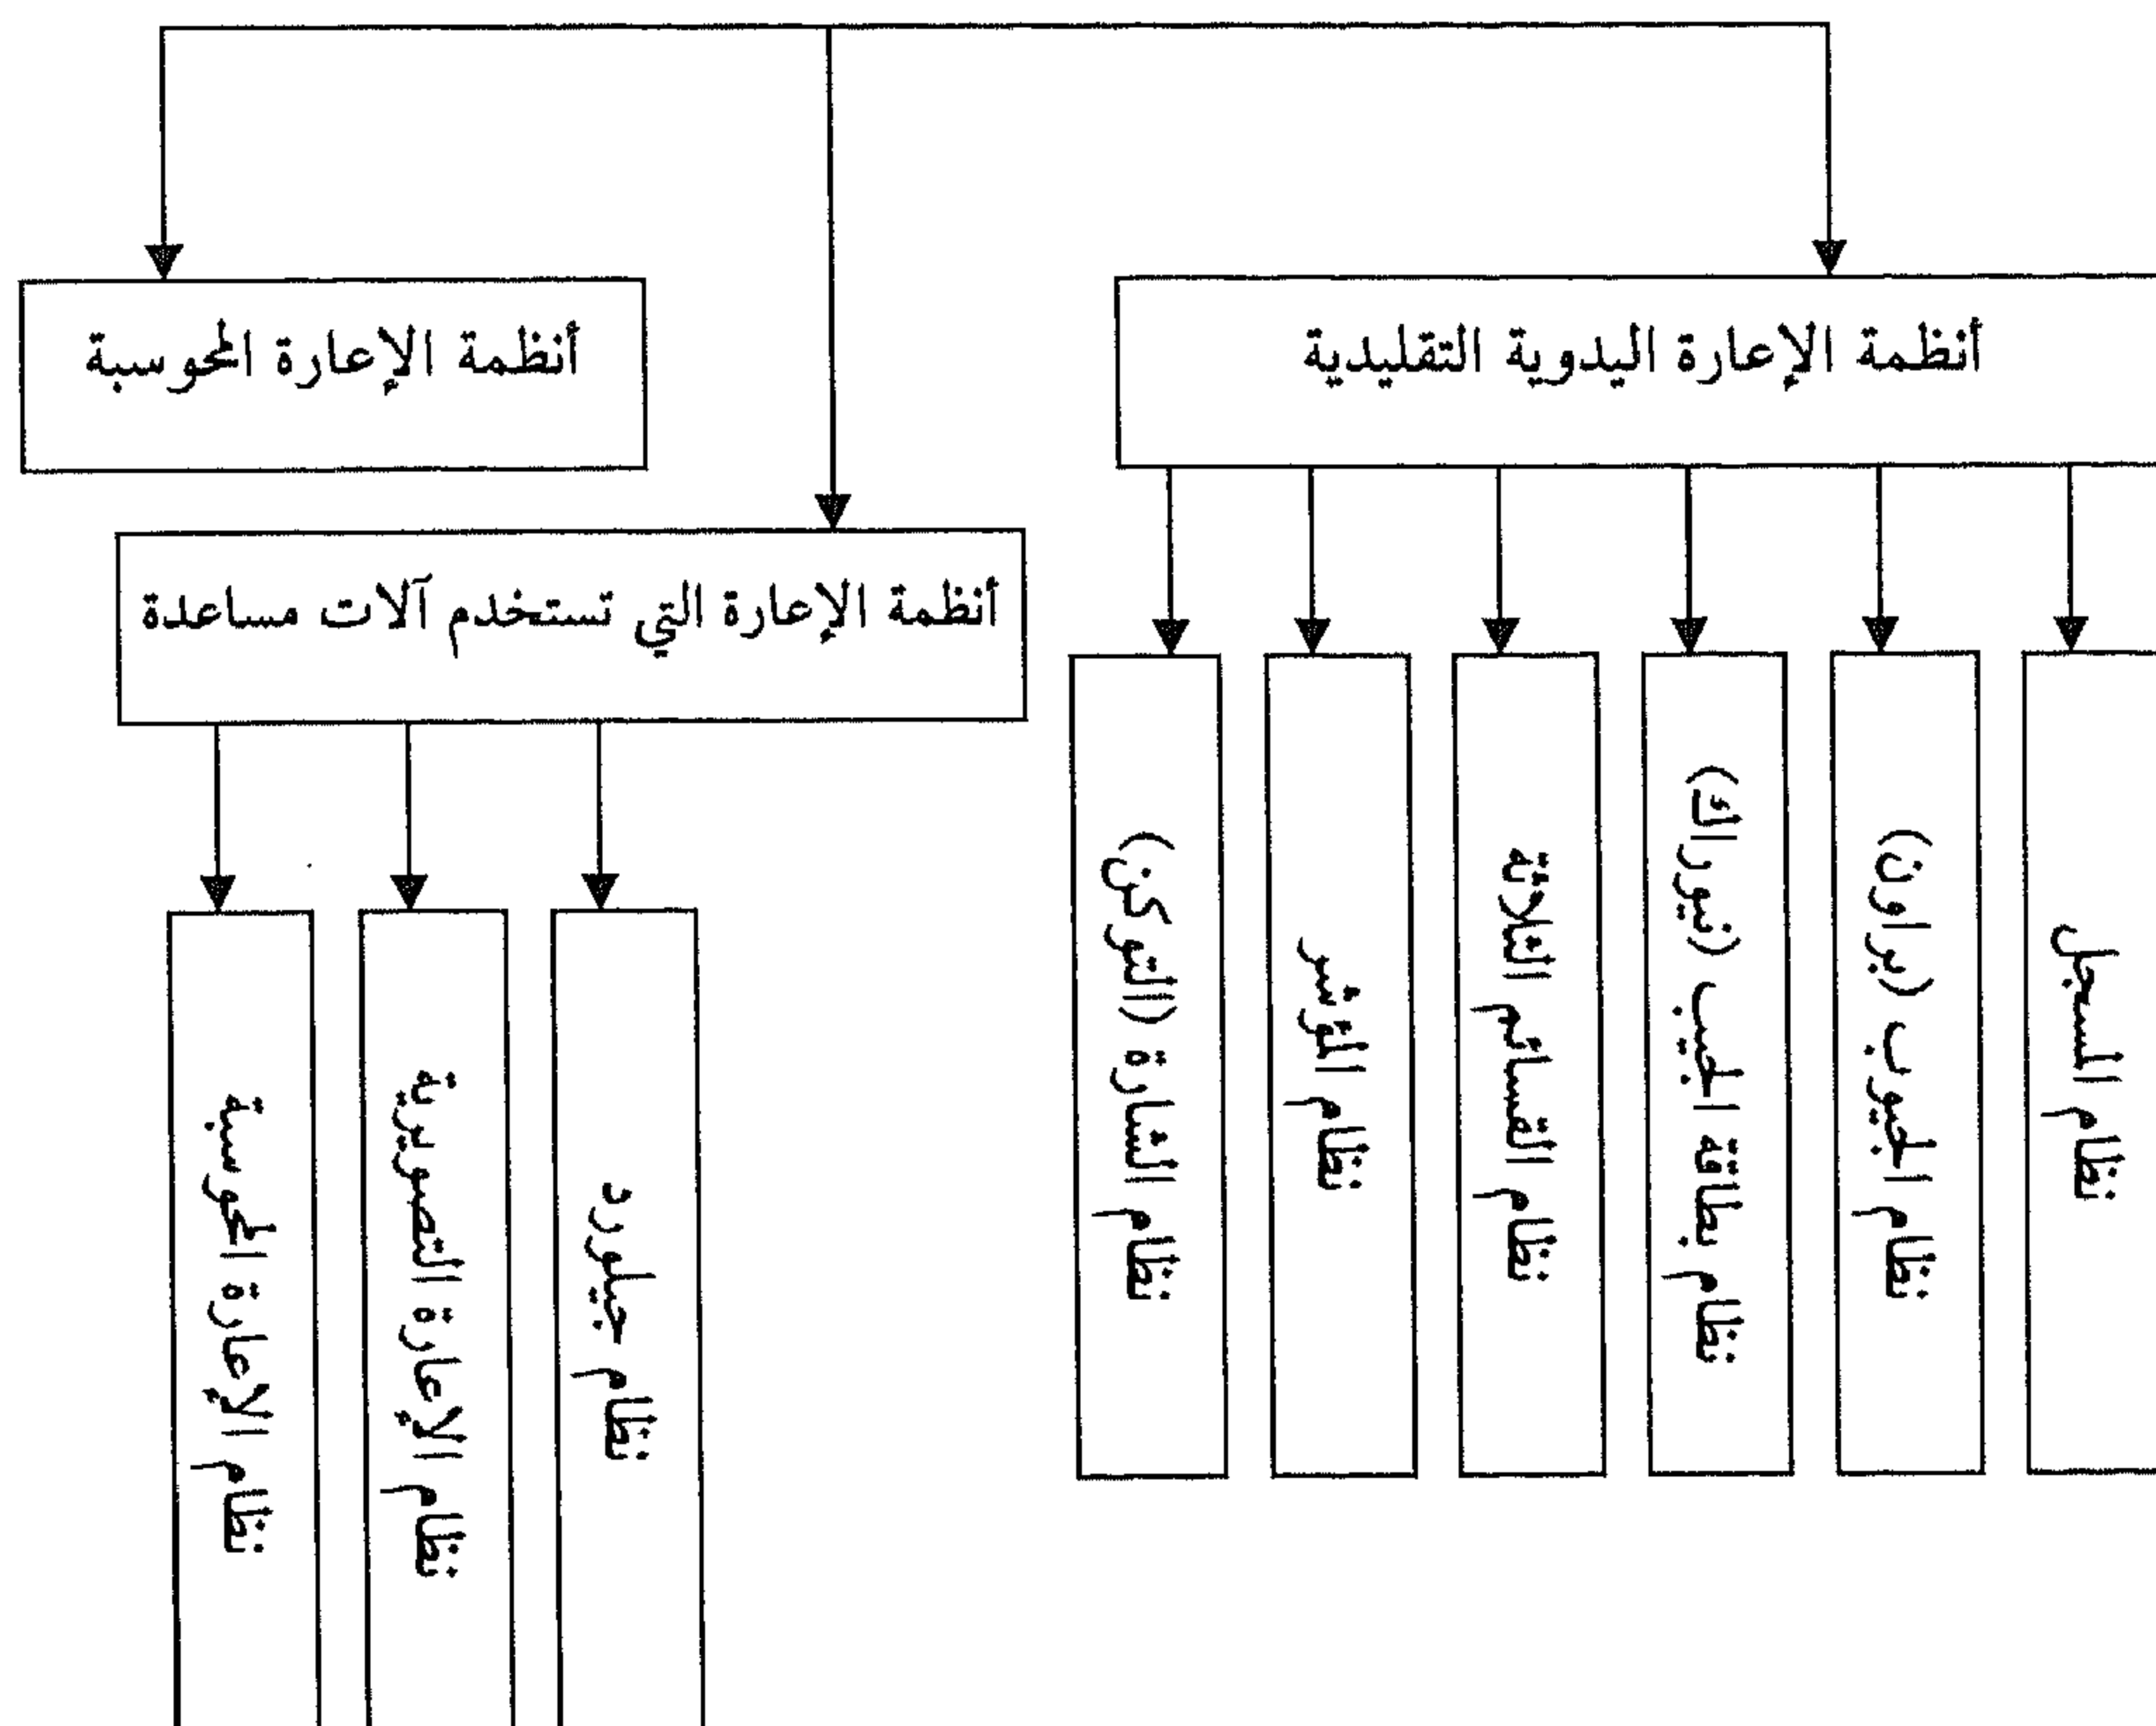 أنظمة الإعارة اليدوية التقليدية
أنظمة الإعارة المحوسبة
أنظمة الإعارة التي تستخدم آلات مساعدة
نظام السجل
نظام الجيوب (براون)
نظام بطاقة الجيب (نيورك)
نظام القسائم الثلاثة
نظام المؤشر
نظام الشارة (التوكن)
نظام جيلورد
نظام الإعارة التصويرية
نظام الإعارة المحوسبة